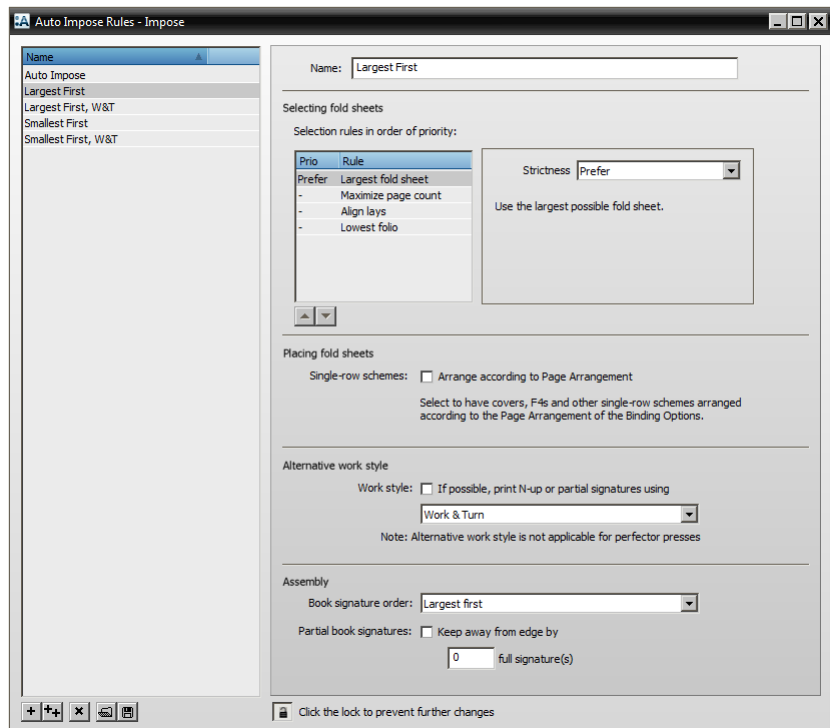 :A Auto Impose Rules - Impose
Name
Auto Impose
Largest First
Largest First, W&T
Smallest First
Smallest First, W&T
Name: Largest First
Selecting fold sheets
Selection rules in order of priority:
Prio Rule
Prefer Largest fold sheet
- Maximize page count
- Align lays
- Lowest folio
Strictness Prefer
Use the largest possible fold sheet.
Placing fold sheets
Single-row schemes: Arrange according to Page Arrangement
Select to have covers, F4s and other single-row schemes arranged
according to the Page Arrangement of the Binding Options.
Alternative work style
Work style: If possible, print N-up or partial signatures using
Work & Turn
Note: Alternative work style is not applicable for perfector presses
Assembly
Book signature order: Largest first
Partial book signatures: Keep away from edge by
0 full signature(s)
Click the lock to prevent further changes